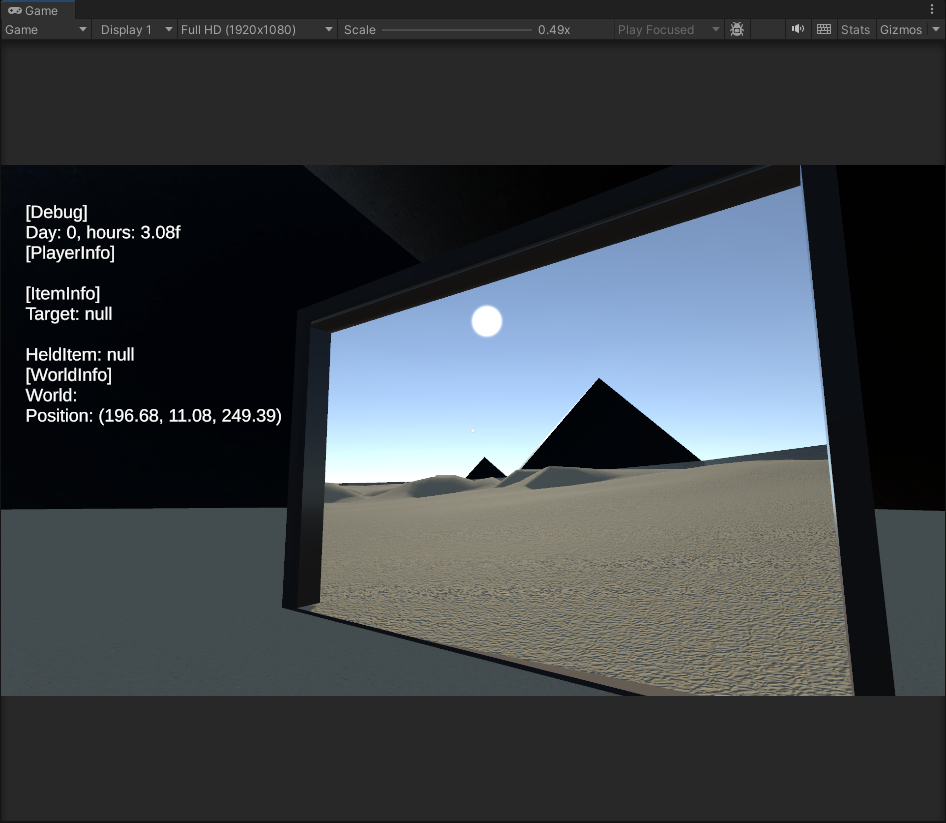 Game
Game Display 1 Full HD (1920x1080) Scale 0.49x Play Focused Stats Gizmos
[Debug]
Day: 0, hours: 3.08f
[PlayerInfo]
[ItemInfo]
Target: null
HeldItem: null
[WorldInfo]
World:
Position: (196.68, 11.08, 249.39)